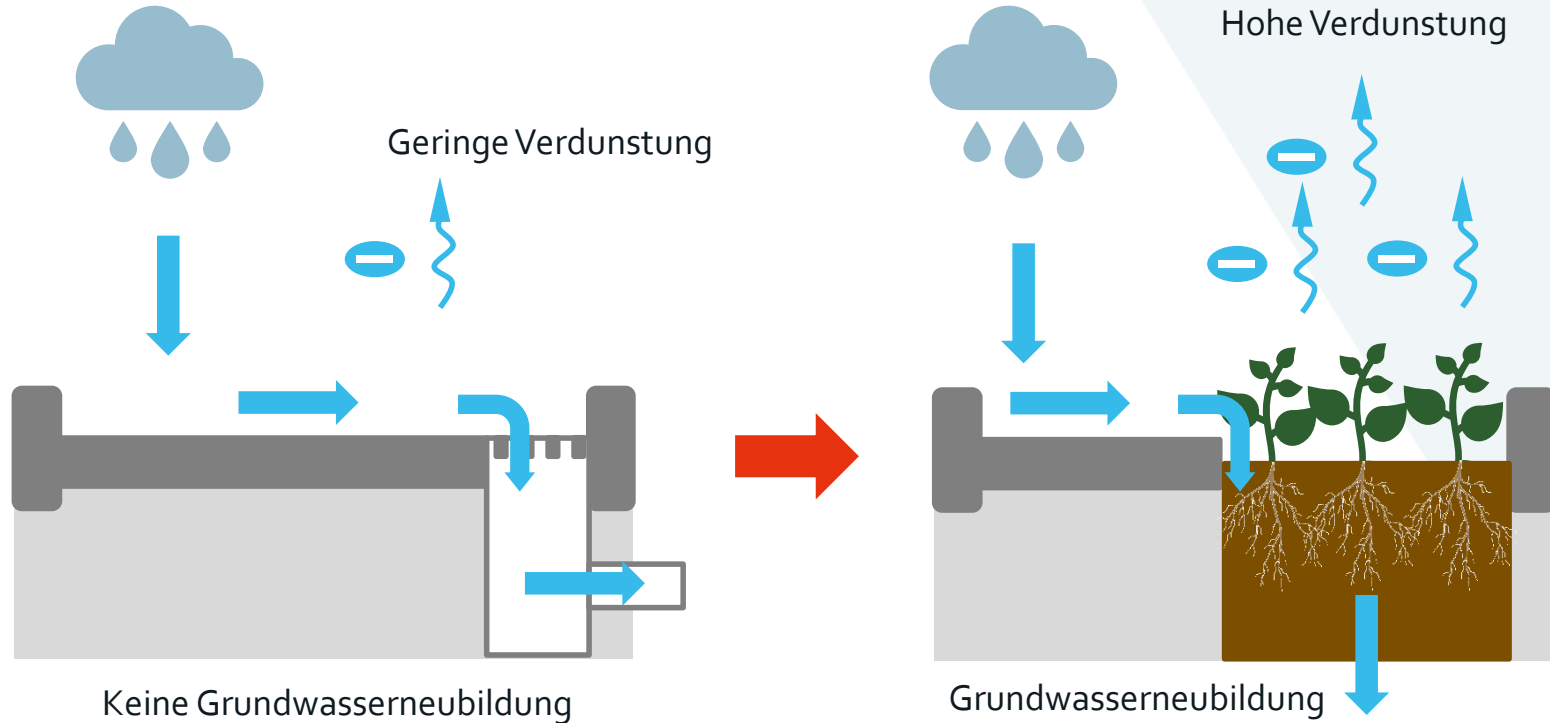 Hohe Verdunstung
Geringe Verdunstung
Keine Grundwasserneubildung
Grundwasserneubildung